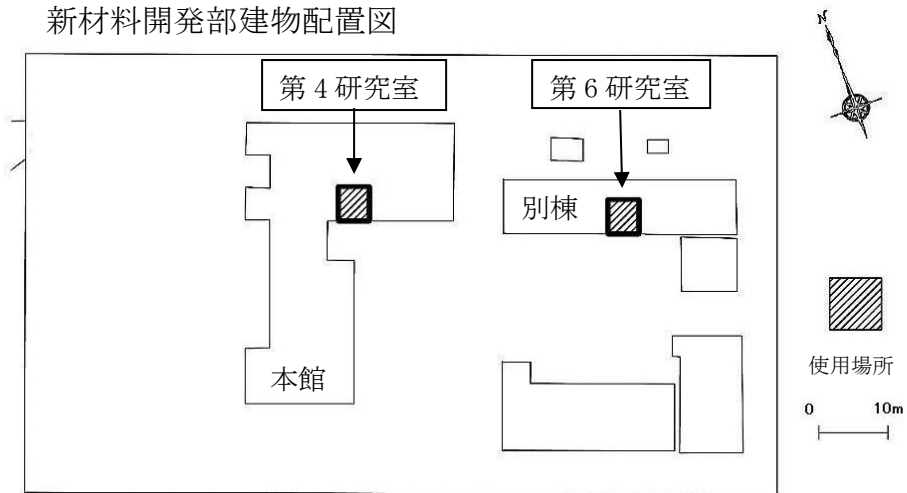 新材料開発部建物配置図
N
第4研究室
第6研究室
別棟
本館
使用場所
0 10m